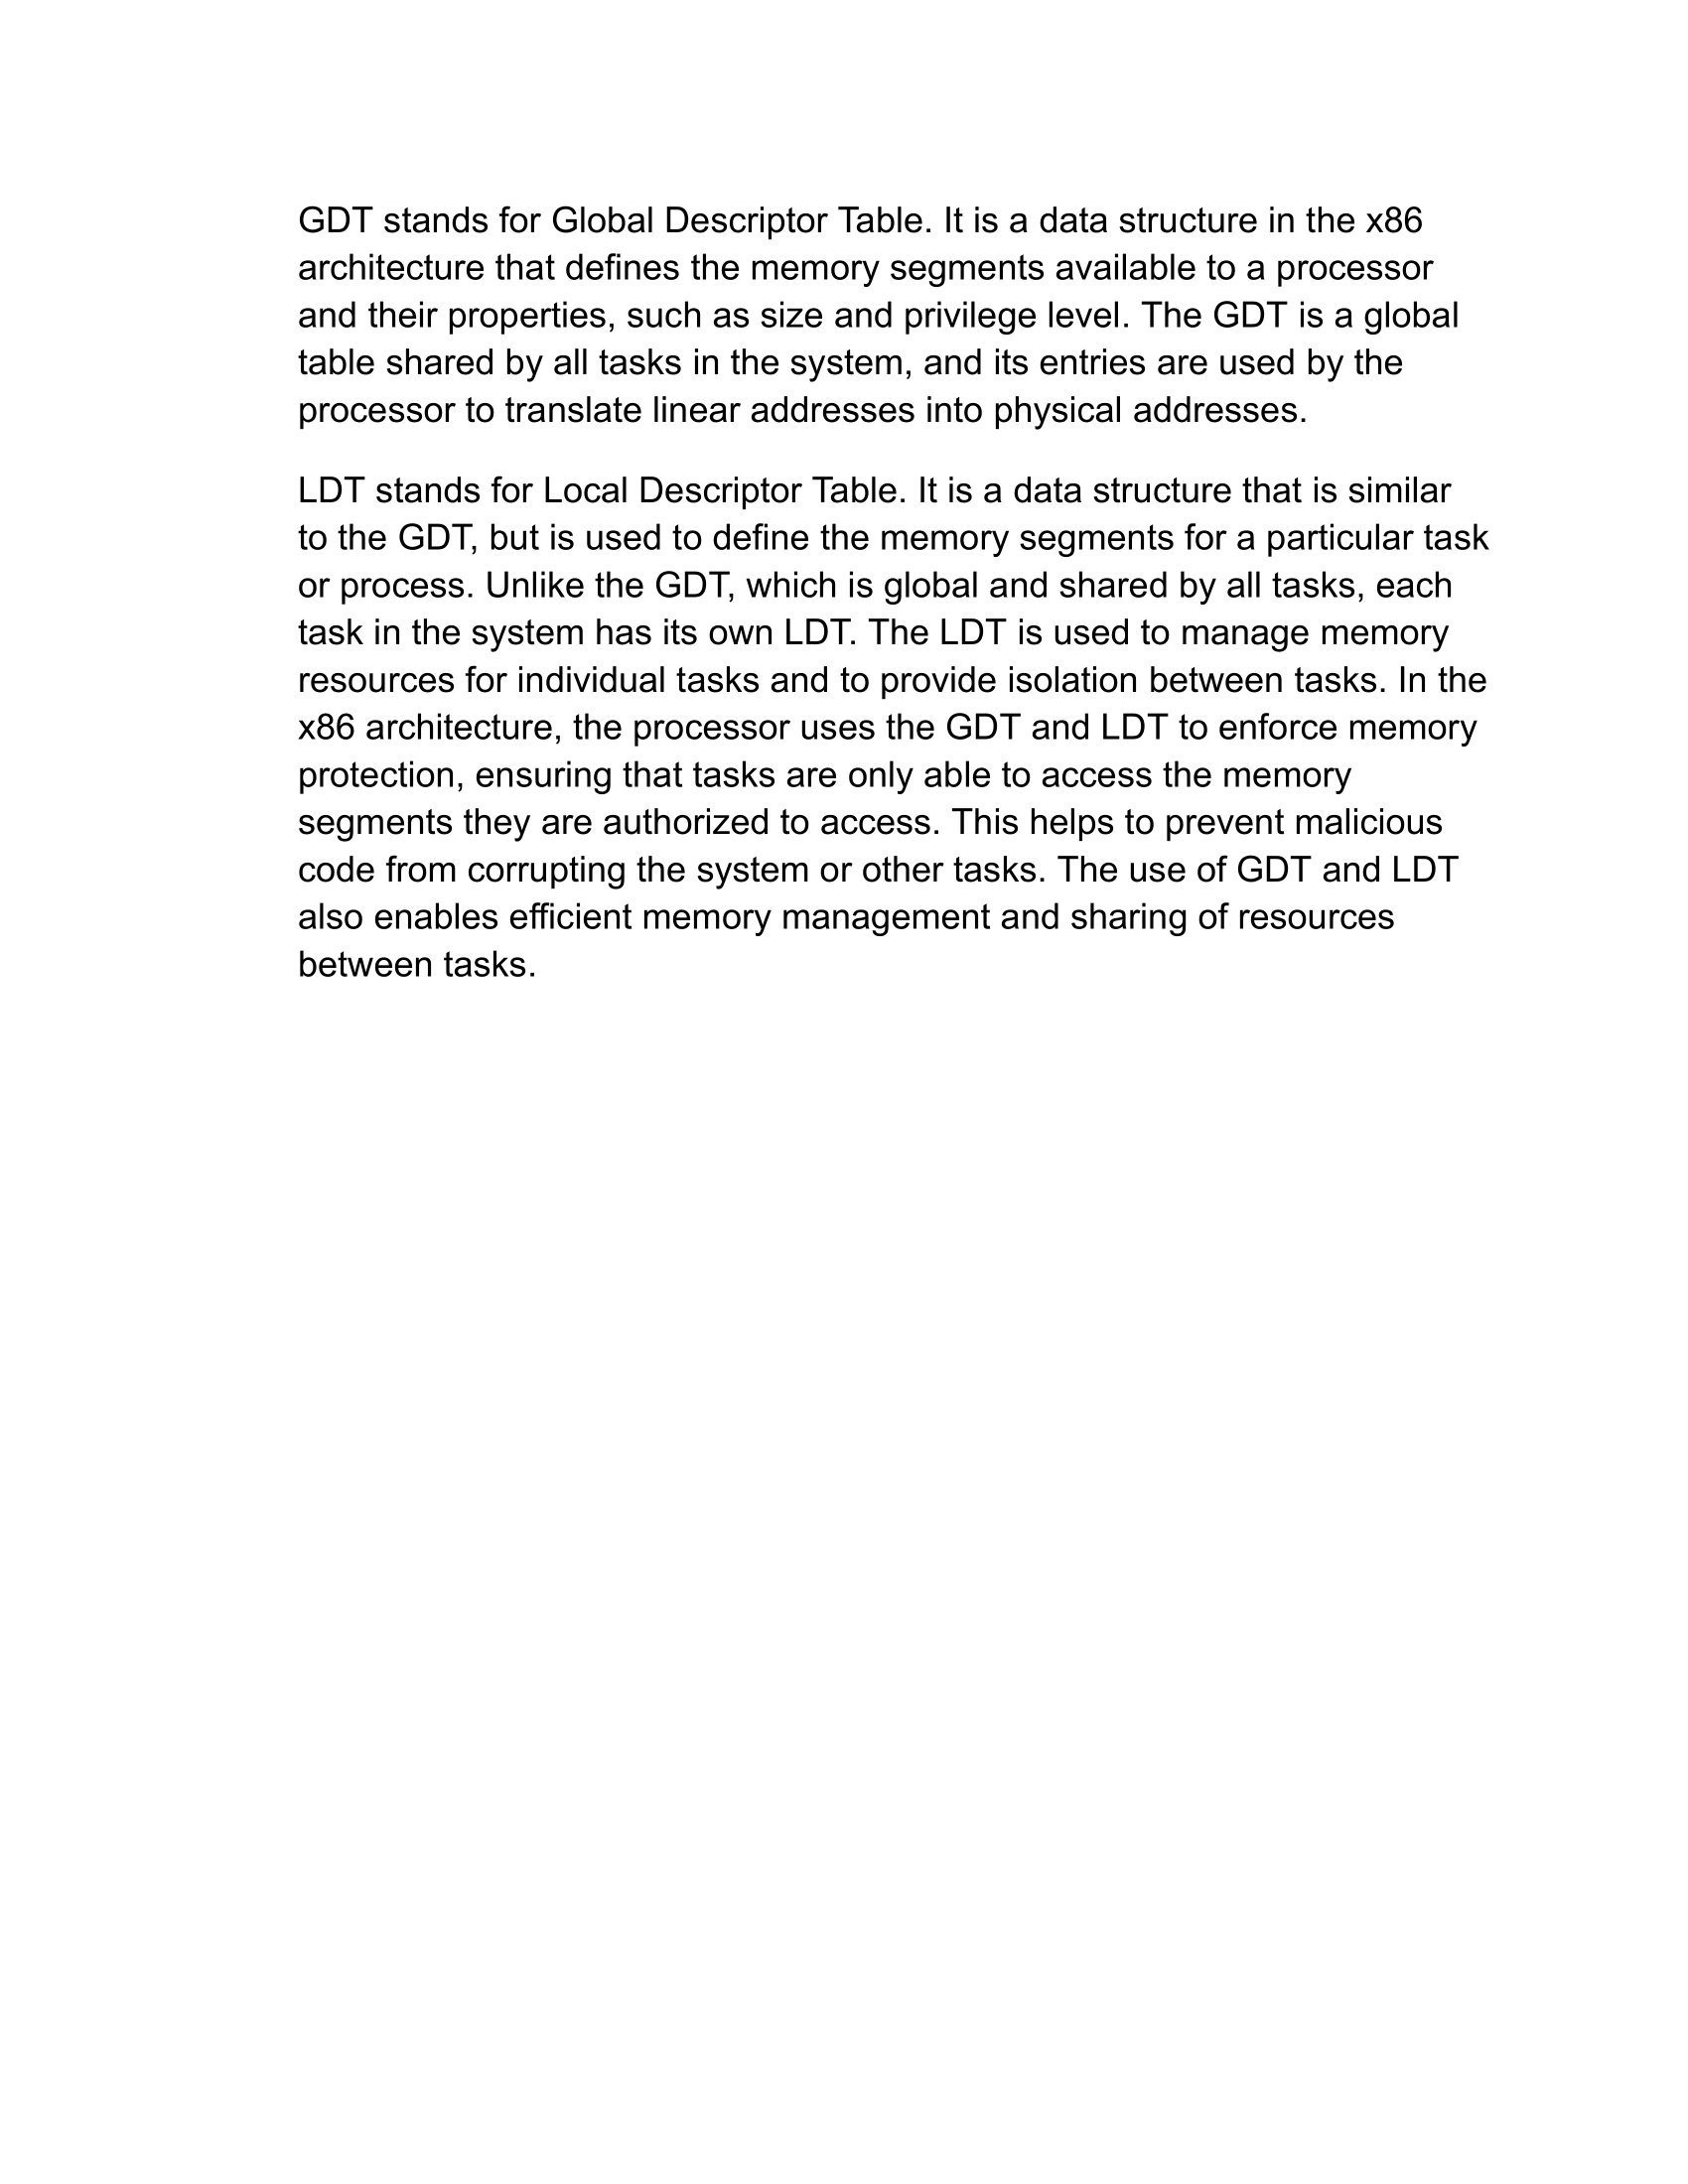 GDT stands for Global Descriptor Table. It is a data structure in the x86
architecture that defines the memory segments available to a processor
and their properties, such as size and privilege level. The GDT is a global
table shared by all tasks in the system, and its entries are used by the
processor to translate linear addresses into physical addresses.
LDT stands for Local Descriptor Table. It is a data structure that is similar
to the GDT, but is used to define the memory segments for a particular task
or process. Unlike the GDT, which is global and shared by all tasks, each
task in the system has its own LDT. The LDT is used to manage memory
resources for individual tasks and to provide isolation between tasks. In the
x86 architecture, the processor uses the GDT and LDT to enforce memory
protection, ensuring that tasks are only able to access the memory
segments they are authorized to access. This helps to prevent malicious
code from corrupting the system or other tasks. The use of GDT and LDT
also enables efficient memory management and sharing of resources
between tasks.